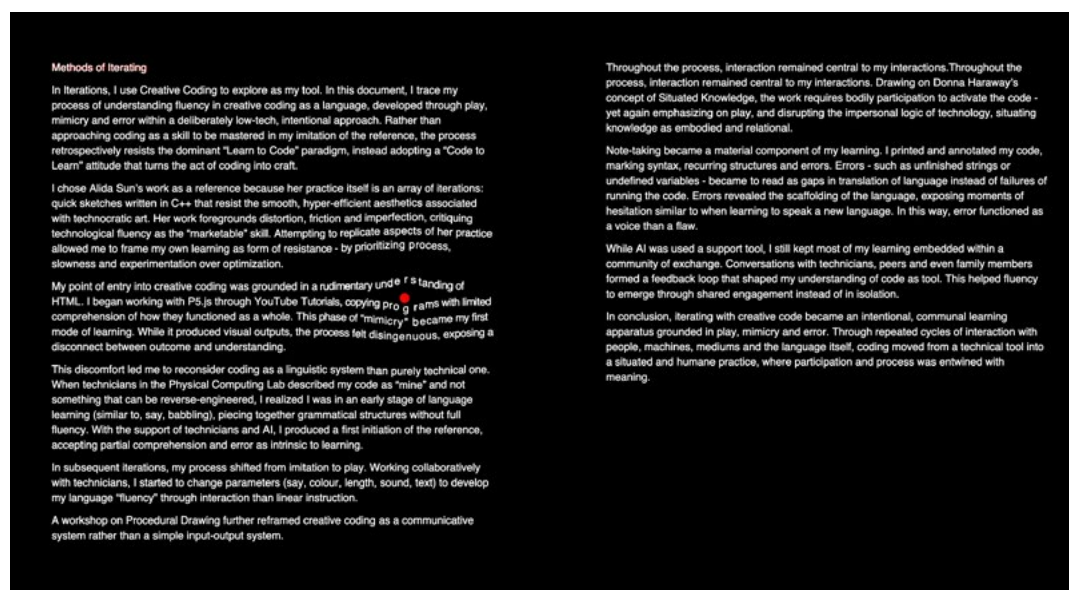 Methods of Iterating
In Iterations, I use Creative Coding to explore as my tool. In this document, I trace my
process of understanding fluency in creative coding as a language, developed through play,
mimicry and error within a deliberately low-tech, intentional approach. Rather than
approaching coding as a skill to be mastered in my imitation of the reference, the process
retrospectively resists the dominant “Learn to Code” paradigm, instead adopting a “Code to
Learn” attitude that turns the act of coding into craft.
I chose Alida Sun’s work as a reference because her practice itself is an array of iterations:
quick sketches written in C++ that resist the smooth, hyper-efficient aesthetics associated
with technocratic art. Her work foregrounds distortion, friction and imperfection, critiquing
technological fluency as the “marketable” skill. Attempting to replicate aspects of her practice
allowed me to frame my own learning as form of resistance - by prioritizing process,
slowness and experimentation over optimization.
My point of entry into creative coding was grounded in a rudimentary understanding of
HTML. I began working with P5.js through YouTube Tutorials, copying programs with limited
comprehension of how they functioned as a whole. This phase of “mimicry” became my first
mode of learning. While it produced visual outputs, the process felt disingenuous, exposing a
disconnect between outcome and understanding.
This discomfort led me to reconsider coding as a linguistic system than purely technical one.
When technicians in the Physical Computing Lab described my code as “mine” and not
something that can be reverse-engineered, I realized I was in an early stage of language
learning (similar to, say, babbling), piecing together grammatical structures without full
fluency. With the support of technicians and AI, I produced a first initiation of the reference,
accepting partial comprehension and error as intrinsic to learning.
In subsequent iterations, my process shifted from imitation to play. Working collaboratively
with technicians, I started to change parameters (say, colour, length, sound, text) to develop
my language “fluency” through interaction than linear instruction.
A workshop on Procedural Drawing further reframed creative coding as a communicative
system rather than a simple input-output system.
Throughout the process, interaction remained central to my interactions.Throughout the
process, interaction remained central to my interactions. Drawing on Donna Haraway’s
concept of Situated Knowledge, the work requires bodily participation to activate the code -
yet again emphasizing on play, and disrupting the impersonal logic of technology, situating
knowledge as embodied and relational.
Note-taking became a material component of my learning. I printed and annotated my code,
marking syntax, recurring structures and errors. Errors - such as unfinished strings or
undefined variables - became to read as gaps in translation of language instead of failures of
running the code. Errors revealed the scaffolding of the language, exposing moments of
hesitation similar to when learning to speak a new language. In this way, error functioned as
a voice than a flaw.
While AI was used a support tool, I still kept most of my learning embedded within a
community of exchange. Conversations with technicians, peers and even family members
formed a feedback loop that shaped my understanding of code as tool. This helped fluency
to emerge through shared engagement instead of in isolation.
In conclusion, iterating with creative code became an intentional, communal learning
apparatus grounded in play, mimicry and error. Through repeated cycles of interaction with
people, machines, mediums and the language itself, coding moved from a technical tool into
a situated and humane practice, where participation and process was entwined with
meaning.